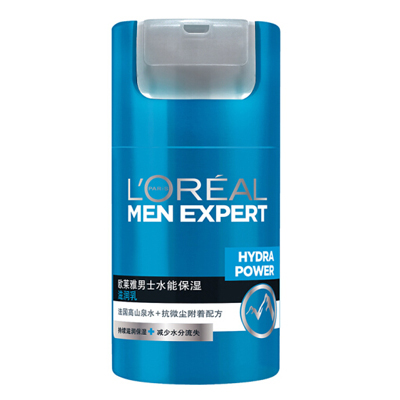 L'ORÉAL
PARIS
MEN EXPERT
HYDRA
POWER
欧莱雅男士水能保湿
滋润乳
法国高山泉水+抗微尘附着配方
持续滋润保湿+减少水分流失